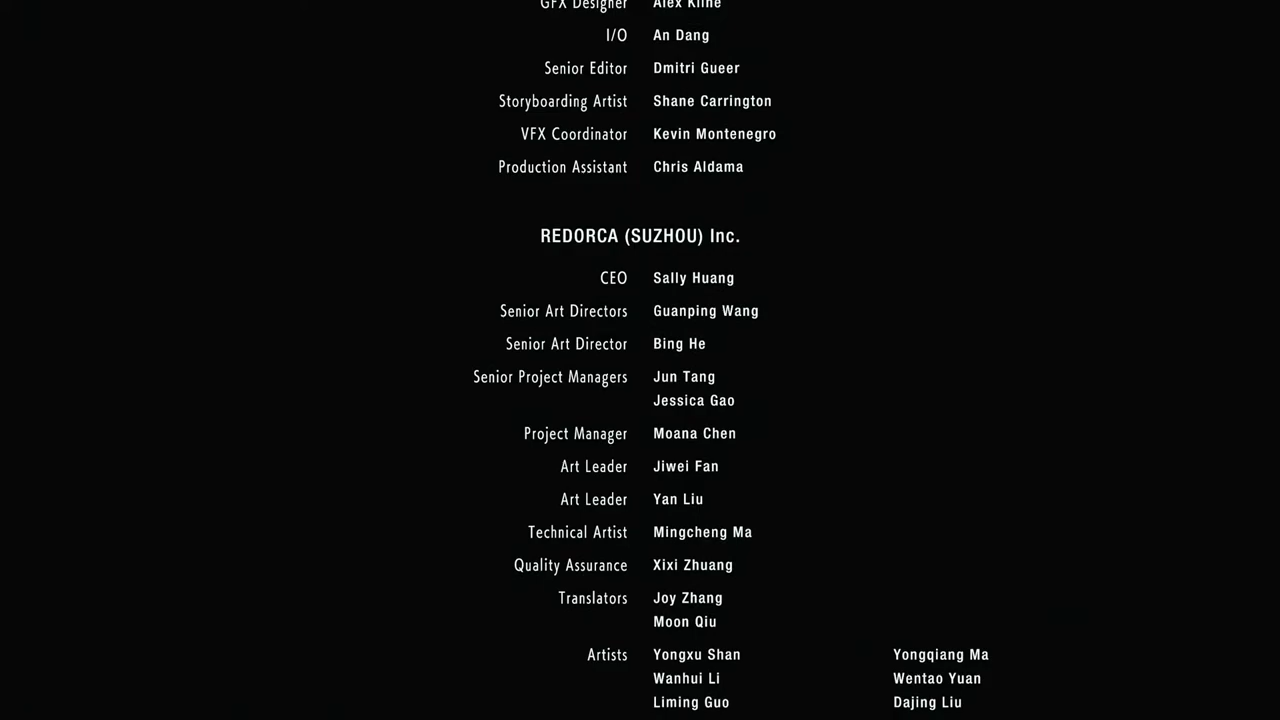 GFX Designer Alex Kline
I/O An Dang
Senior Editor Dmitri Gueer
Storyboarding Artist Shane Carrington
VFX Coordinator Kevin Montenegro
Production Assistant Chris Aldama
REDORCA (SUZHOU) Inc.
CEO Sally Huang
Senior Art Directors Guanping Wang
Senior Art Director Bing He
Senior Project Managers Jun Tang
Jessica Gao
Project Manager Moana Chen
Art Leader Jiwei Fan
Art Leader Yan Liu
Technical Artist Mingcheng Ma
Quality Assurance Xixi Zhuang
Translators Joy Zhang
Moon Qiu
Artists Yongxu Shan Yongqiang Ma
Wanhui Li Wentao Yuan
Liming Guo Dajing Liu